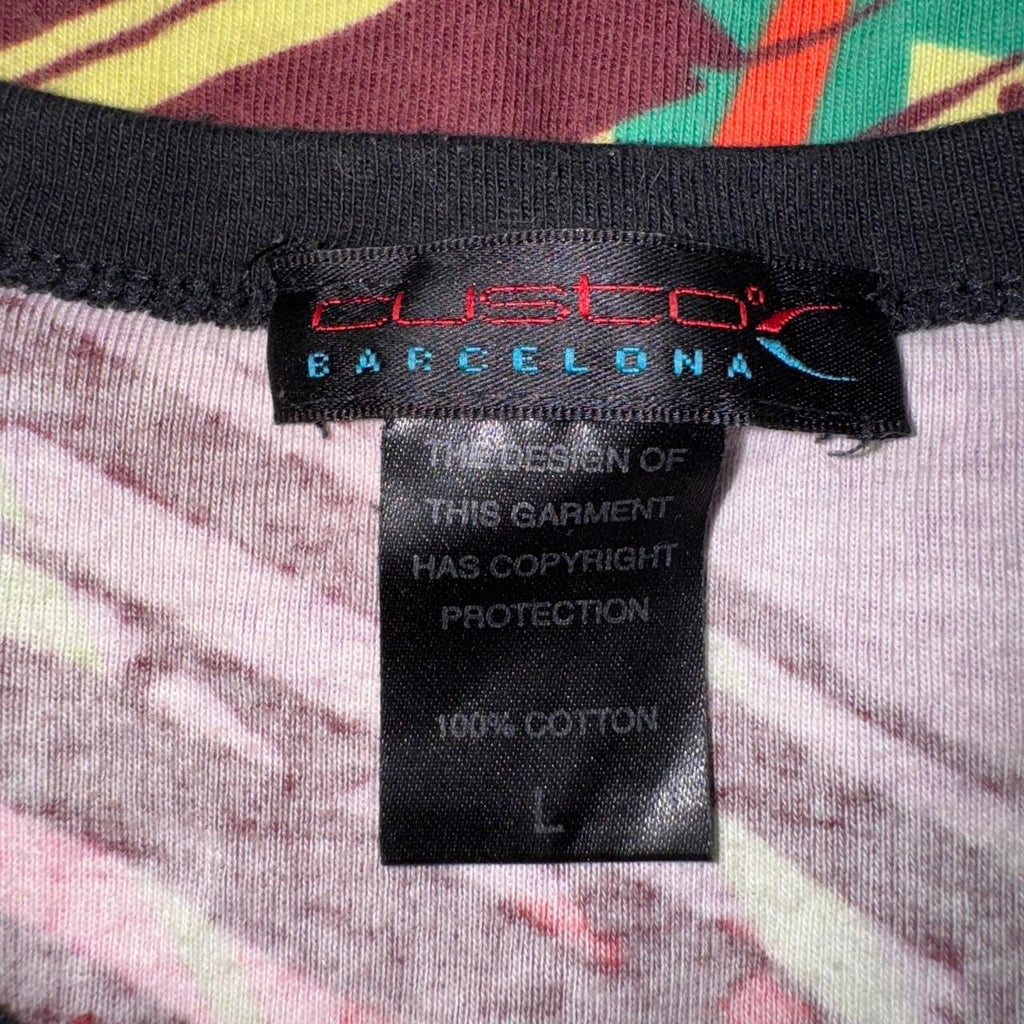 custo
BARCELONA
THE DESIGN OF
THIS GARMENT
HAS COPYRIGHT
PROTECTION
100% COTTON
L